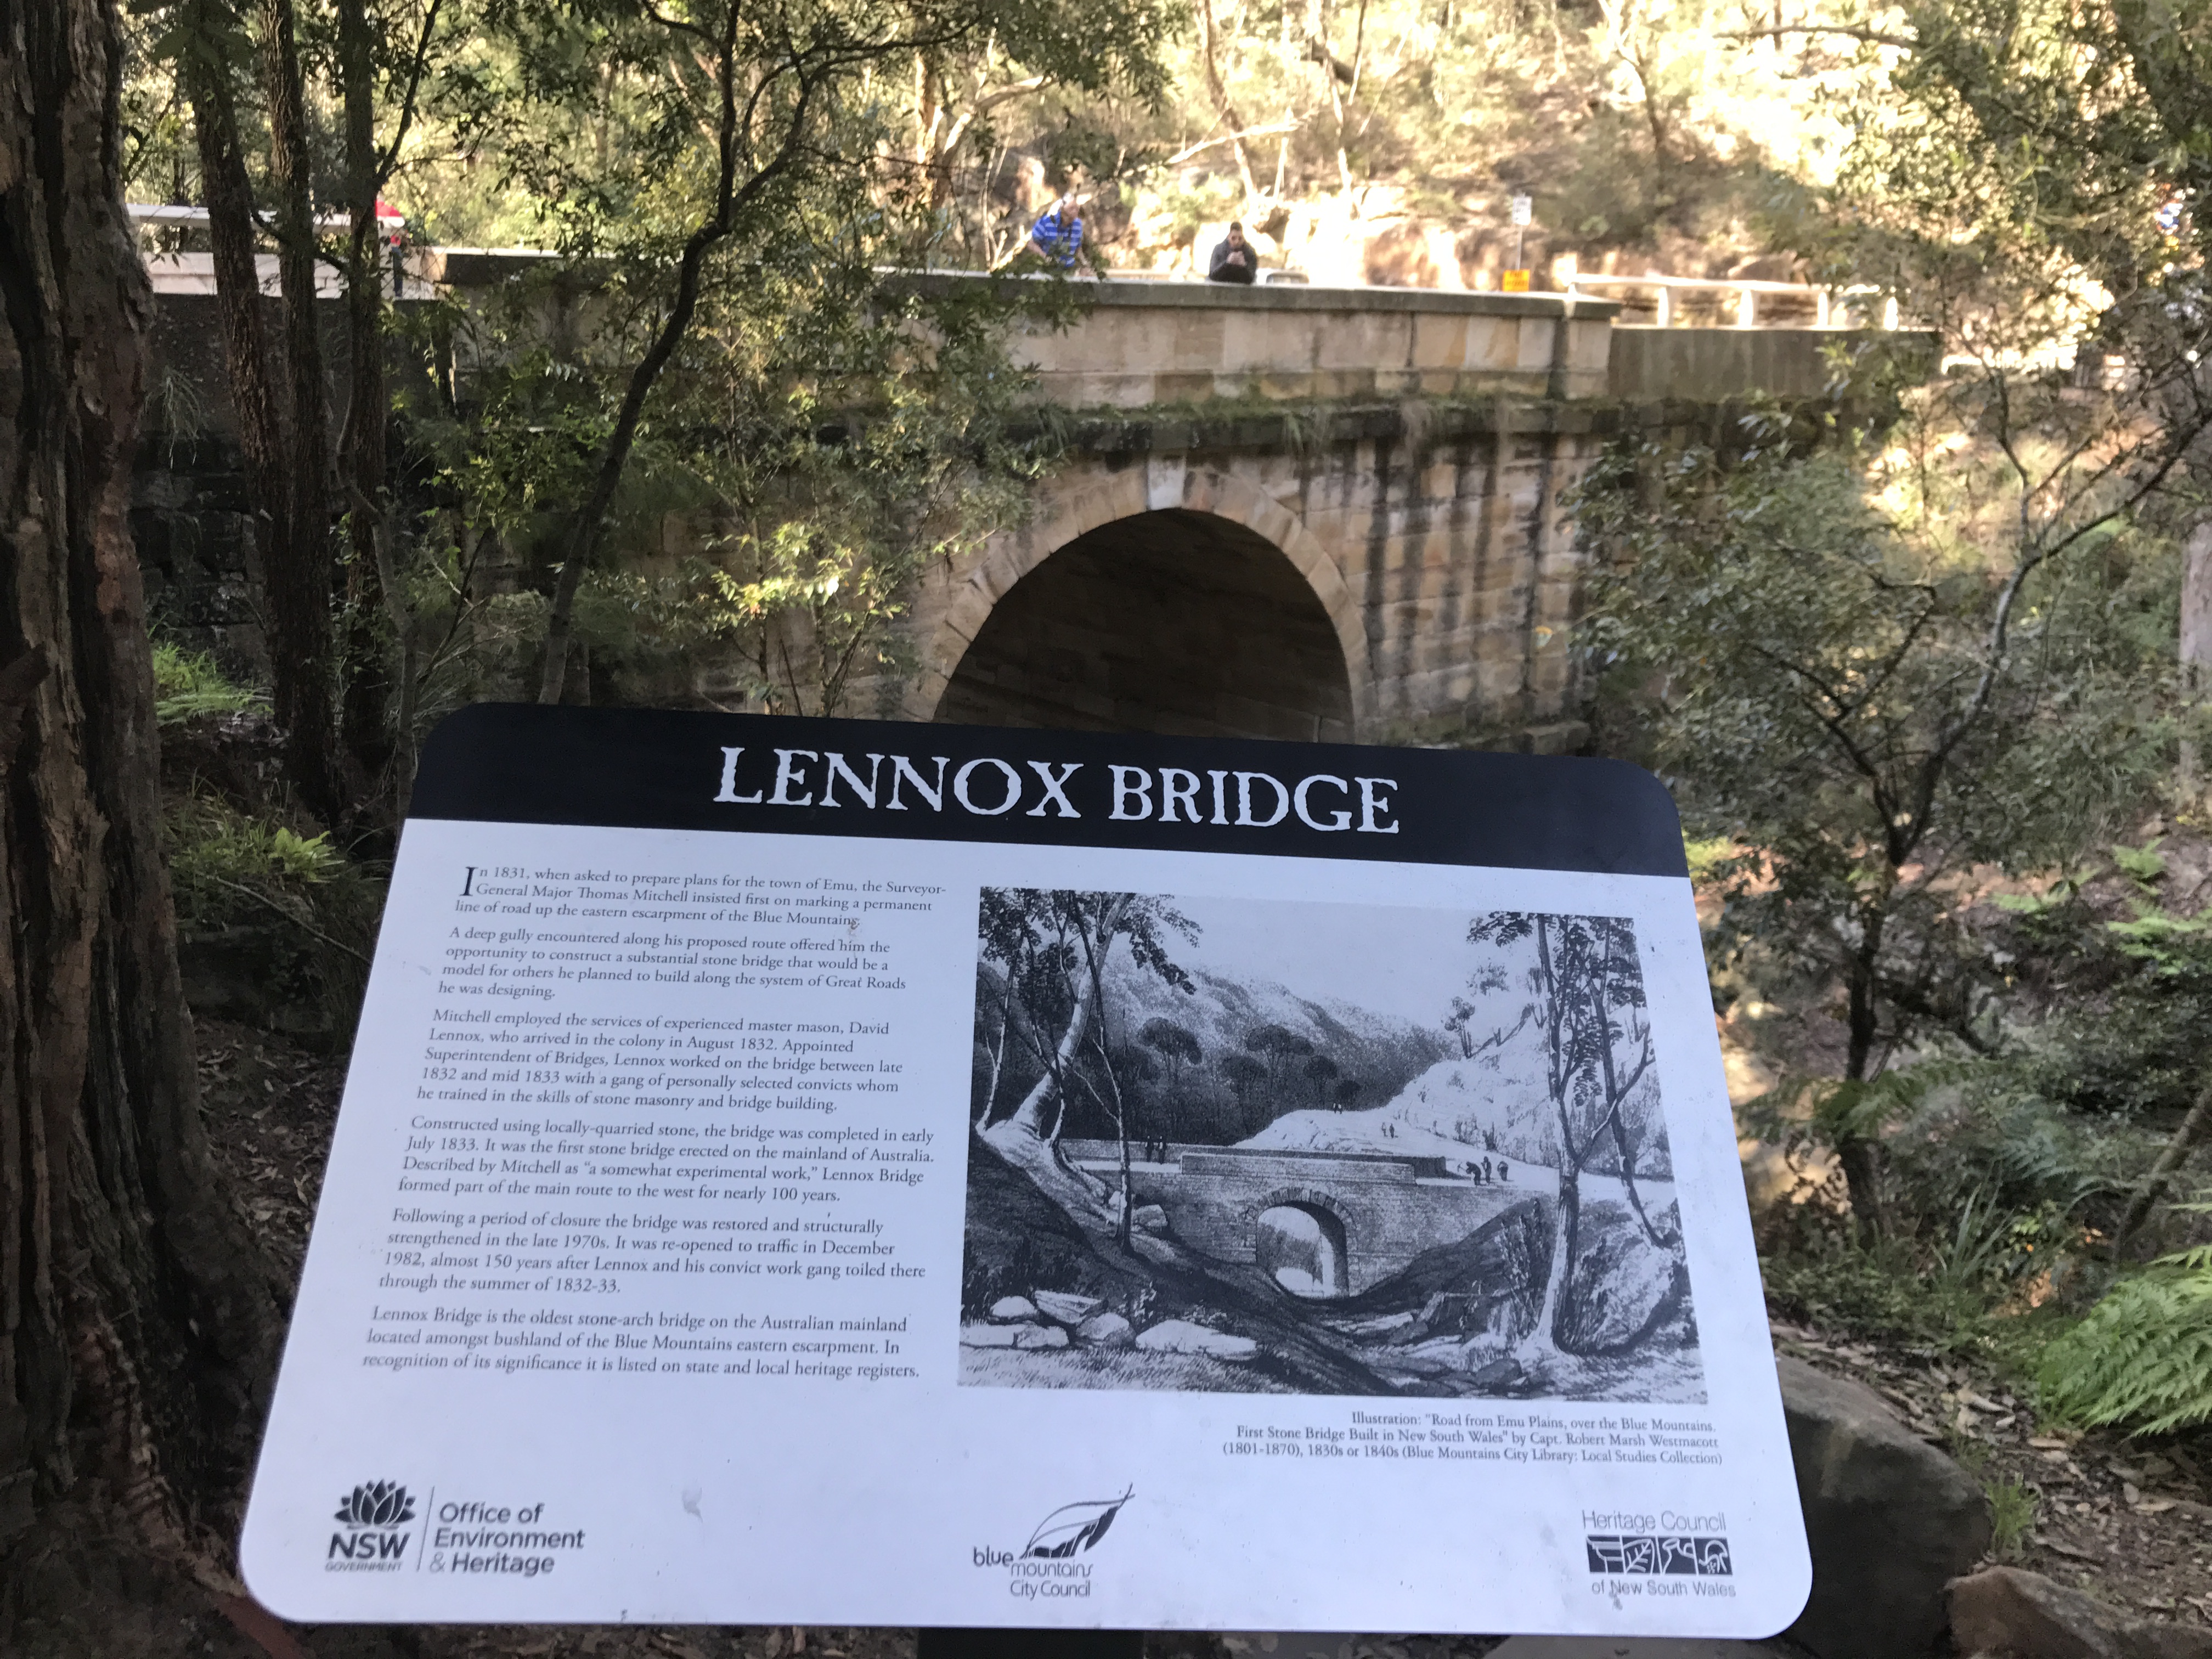 LENNOX BRIDGE
In 1831, when asked to prepare plans for the town of Emu, the Surveyor-
General Major Thomas Mitchell insisted first on marking a permanent
line of road up the eastern escarpment of the Blue Mountains.
A deep gully encountered along his proposed route offered him the
opportunity to construct a substantial stone bridge that would be a
model for others he planned to build along the system of Great Roads
he was designing.
Mitchell employed the services of experienced master mason, David
Lennox, who arrived in the colony in August 1832. Appointed
Superintendent of Bridges, Lennox worked on the bridge between late
1832 and mid 1833 with a gang of personally selected convicts whom
he trained in the skills of stone masonry and bridge building.
Constructed using locally-quarried stone, the bridge was completed in early
July 1833. It was the first stone bridge erected on the mainland of Australia.
Described by Mitchell as "a somewhat experimental work," Lennox Bridge
formed part of the main route to the west for nearly 100 years.
Following a period of closure the bridge was restored and structurally
strengthened in the late 1970s. It was re-opened to traffic in December
1982, almost 150 years after Lennox and his convict work gang toiled there
through the summer of 1832-33.
Lennox Bridge is the oldest stone-arch bridge on the Australian mainland
located amongst bushland of the Blue Mountains eastern escarpment. In
recognition of its significance it is listed on state and local heritage registers.
Illustration: "Road from Emu Plains, over the Blue Mountains.
First Stone Bridge Built in New South Wales" by Capt. Robert Marsh Westmacott
(1801-1870), 1830s or 1840s (Blue Mountains City Library: Local Studies Collection)
NSW
GOVERNMENT
Office of
Environment
& Heritage
blue
mountains
City Council
Heritage Council
of New South Wales